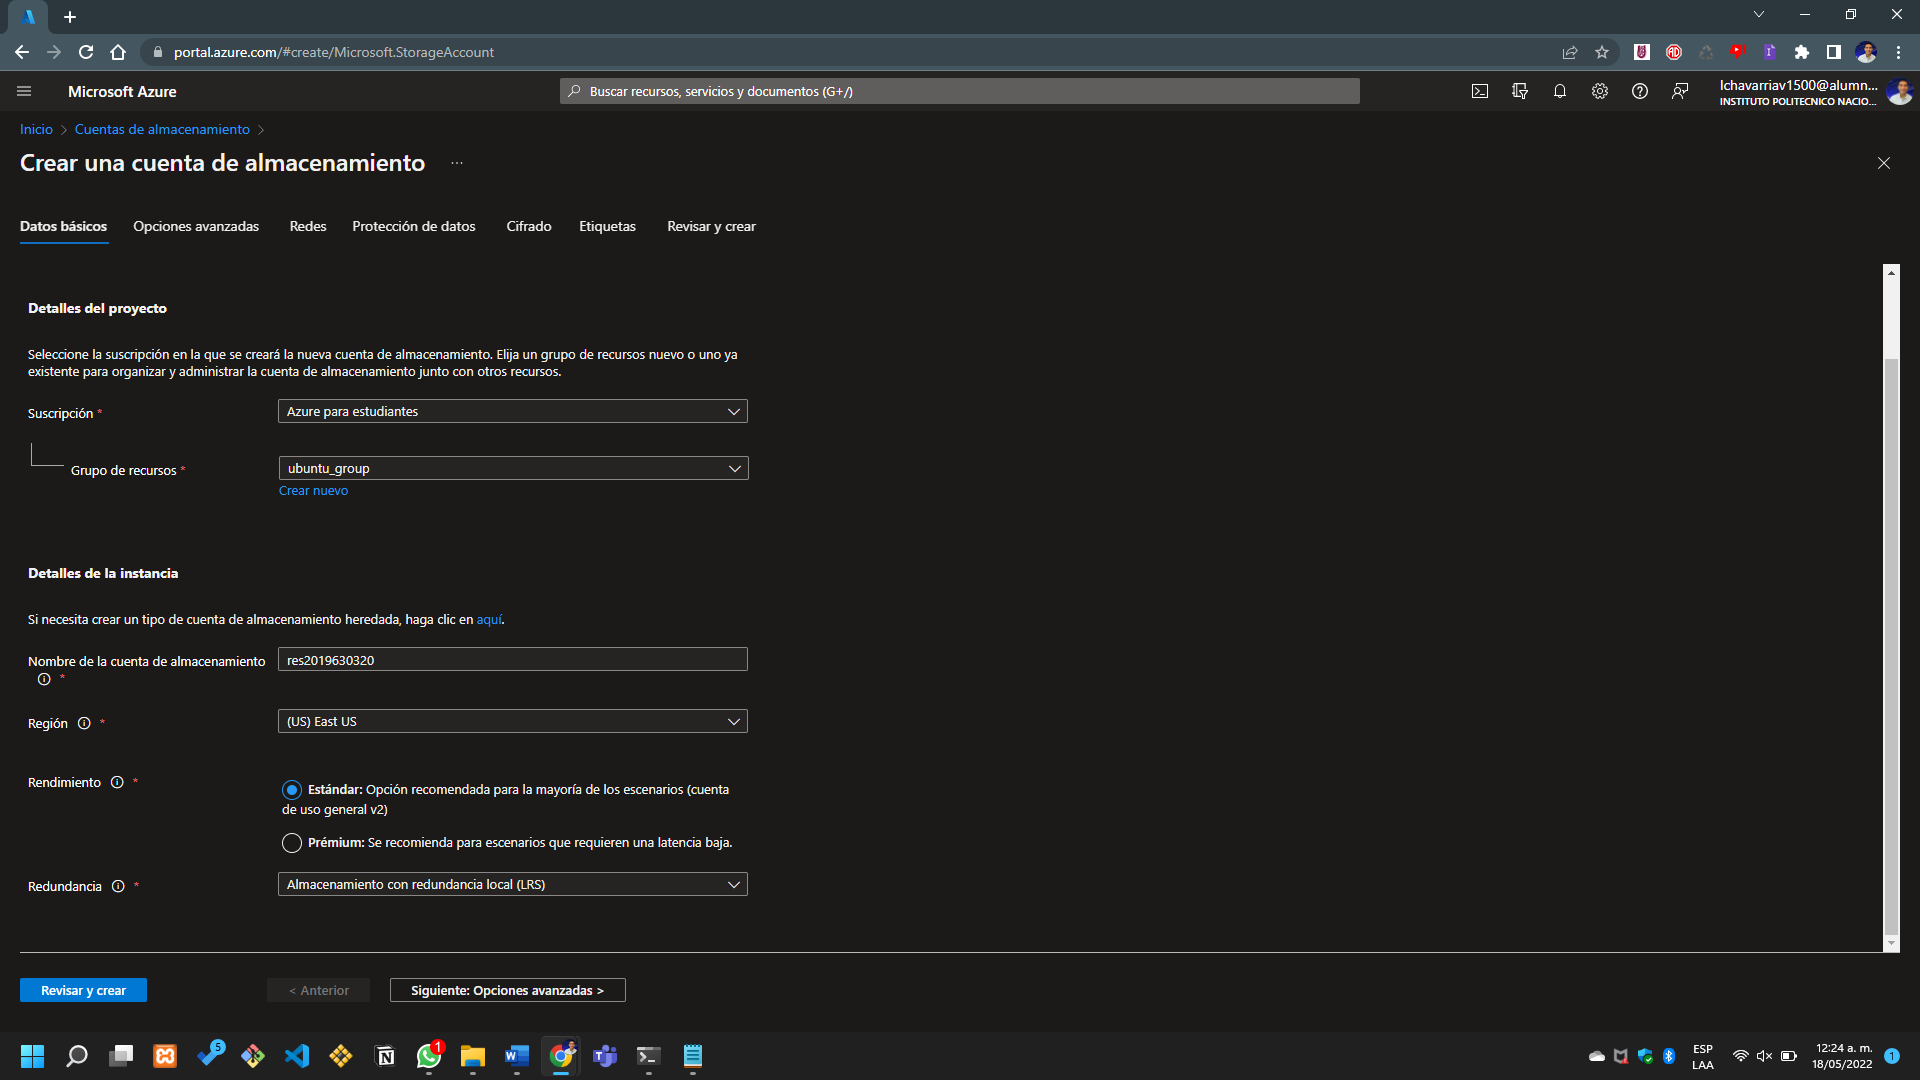 portal.azure.com/#create/Microsoft.StorageAccount
Microsoft Azure
Buscar recursos, servicios y documentos (G+/)
lchavarriav1500@alumn...
INSTITUTO POLITECNICO NACIO...
Inicio > Cuentas de almacenamiento >
Crear una cuenta de almacenamiento ...
Datos básicos Opciones avanzadas Redes Protección de datos Cifrado Etiquetas Revisar y crear
Detalles del proyecto
Seleccione la suscripción en la que se creará la nueva cuenta de almacenamiento. Elija un grupo de recursos nuevo o uno ya
existente para organizar y administrar la cuenta de almacenamiento junto con otros recursos.
Suscripción * Azure para estudiantes
Grupo de recursos * ubuntu_group
Crear nuevo
Detalles de la instancia
Si necesita crear un tipo de cuenta de almacenamiento heredada, haga clic en aquí.
Nombre de la cuenta de almacenamiento * res2019630320
Región * (US) East US
Rendimiento * Estándar: Opción recomendada para la mayoría de los escenarios (cuenta
de uso general v2)
Prémium: Se recomienda para escenarios que requieren una latencia baja.
Redundancia * Almacenamiento con redundancia local (LRS)
Revisar y crear < Anterior Siguiente: Opciones avanzadas >
5
1
ESP
LAA
12:24 a. m.
18/05/2022
1